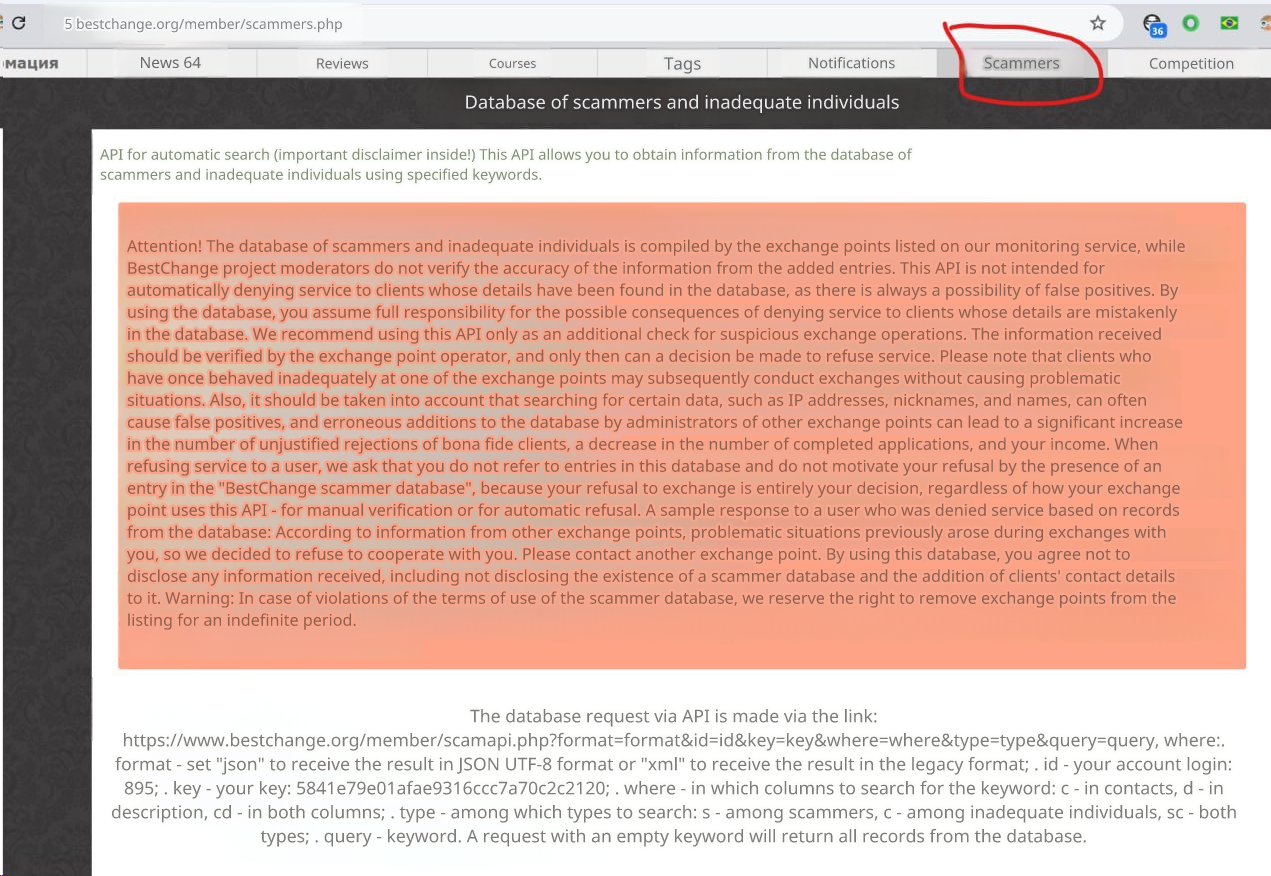 5 bestchange.org/member/scammers.php
36
мация News 64 Reviews Courses Tags Notifications Scammers Competition
Database of scammers and inadequate individuals
API for automatic search (important disclaimer inside!) This API allows you to obtain information from the database of
scammers and inadequate individuals using specified keywords.
Attention! The database of scammers and inadequate individuals is compiled by the exchange points listed on our monitoring service, while
BestChange project moderators do not verify the accuracy of the information from the added entries. This API is not intended for
automatically denying service to clients whose details have been found in the database, as there is always a possibility of false positives. By
using the database, you assume full responsibility for the possible consequences of denying service to clients whose details are mistakenly
in the database. We recommend using this API only as an additional check for suspicious exchange operations. The information received
should be verified by the exchange point operator, and only then can a decision be made to refuse service. Please note that clients who
have once behaved inadequately at one of the exchange points may subsequently conduct exchanges without causing problematic
situations. Also, it should be taken into account that searching for certain data, such as IP addresses, nicknames, and names, can often
cause false positives, and erroneous additions to the database by administrators of other exchange points can lead to a significant increase
in the number of unjustified rejections of bona fide clients, a decrease in the number of completed applications, and your income. When
refusing service to a user, we ask that you do not refer to entries in this database and do not motivate your refusal by the presence of an
entry in the "BestChange scammer database", because your refusal to exchange is entirely your decision, regardless of how your exchange
point uses this API - for manual verification or for automatic refusal. A sample response to a user who was denied service based on records
from the database: According to information from other exchange points, problematic situations previously arose during exchanges with
you, so we decided to refuse to cooperate with you. Please contact another exchange point. By using this database, you agree not to
disclose any information received, including not disclosing the existence of a scammer database and the addition of clients' contact details
to it. Warning: In case of violations of the terms of use of the scammer database, we reserve the right to remove exchange points from the
listing for an indefinite period.
The database request via API is made via the link:
https://www.bestchange.org/member/scamapi.php?format=format&id=id&key=key&where=where&type=type&query=query, where:.
format - set "json" to receive the result in JSON UTF-8 format or "xml" to receive the result in the legacy format; . id - your account login:
895; . key - your key: 5841e79e01afae9316ccc7a70c2c2120; . where - in which columns to search for the keyword: c - in contacts, d - in
description, cd - in both columns; . type - among which types to search: s - among scammers, c - among inadequate individuals, sc - both
types; . query - keyword. A request with an empty keyword will return all records from the database.